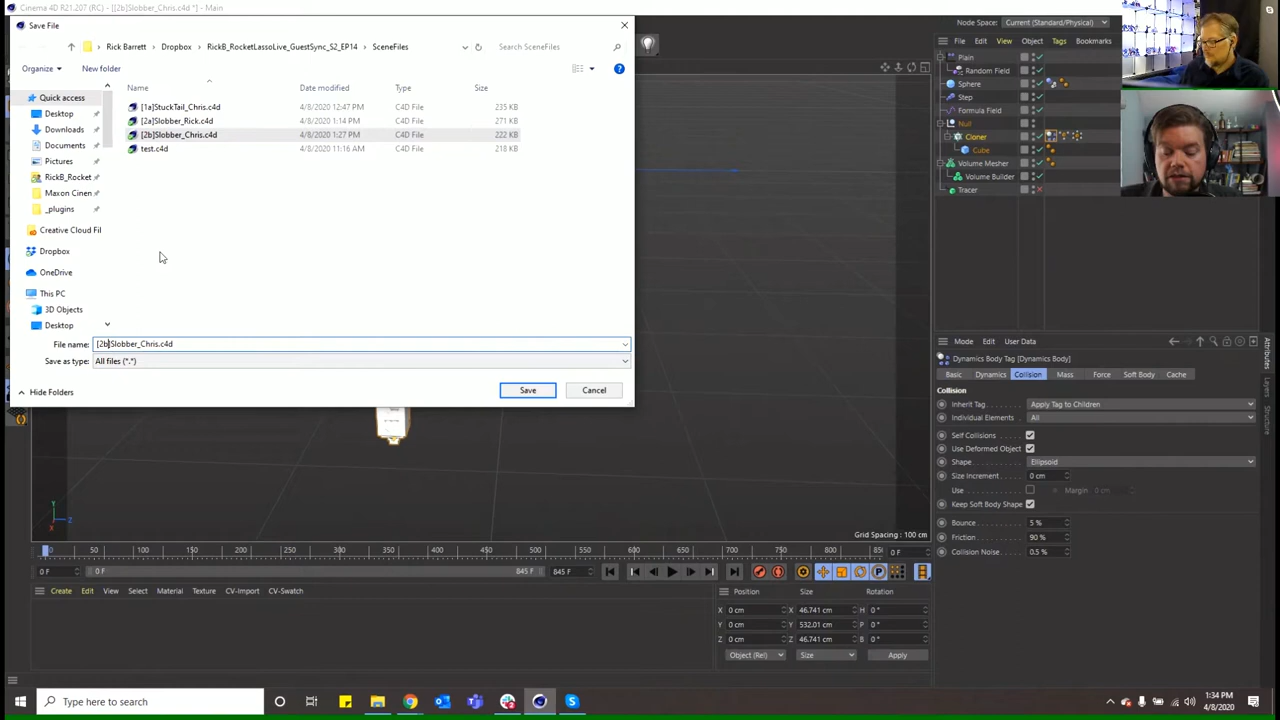 Cinema 4D R21.207 (RC) - [[2b]Slobber_Chris.c4d *] - Main
Node Space: Current (Standard/Physical)
Save File
Rick Barrett > Dropbox > RickB_RocketLassoLive_GuestSync_S2_EP14 > SceneFiles
Search SceneFiles
File Edit View Object Tags Bookmarks
Organize New folder
Plain
Random Field
Name Date modified Type Size
Quick access
Sphere
[1a]StuckTail_Chris.c4d 4/8/2020 12:47 PM C4D File 235 KB
Step
[2a]Slobber_Rick.c4d 4/8/2020 1:14 PM C4D File 271 KB
Formula Field
[2b]Slobber_Chris.c4d 4/8/2020 1:27 PM C4D File 222 KB
Null
test.c4d 4/8/2020 11:16 AM C4D File 218 KB
Cloner
Cube
Volume Mesher
Volume Builder
Tracer
Desktop
Downloads
Documents
Pictures
RickB_Rocket
Maxon Cinen
_plugins
Creative Cloud Fil
Dropbox
OneDrive
This PC
3D Objects
Desktop
File name: [2b]Slobber_Chris.c4d
Save as type: All files (*.*)
Hide Folders Save Cancel
Mode Edit User Data
Dynamics Body Tag [Dynamics Body]
Basic Dynamics Collision Mass Force Soft Body Cache
Collision
Inherit Tag Apply Tag to Children
Individual Elements All
Self Collisions
Use Deformed Object
Shape Ellipsoid
Size Increment 0 cm
Use Margin 0 cm
Keep Soft Body Shape
Bounce 5 %
Friction 90 %
Collision Noise 0.5 %
Attributes
Layers
Structure
Y
Z
X
Grid Spacing : 100 cm
0 50 100 150 200 250 300 350 400 450 500 550 600 650 700 750 800 850 0 F
0 F 0 F 845 F 845 F
Create Edit View Select Material Texture CV-Import CV-Swatch
Position Size Rotation
X 0 cm X 46.741 cm H 0 °
Y 0 cm Y 532.01 cm P 0 °
Z 0 cm Z 46.741 cm B 0 °
Object (Rel) Size Apply
Type here to search
1:34 PM
4/8/2020